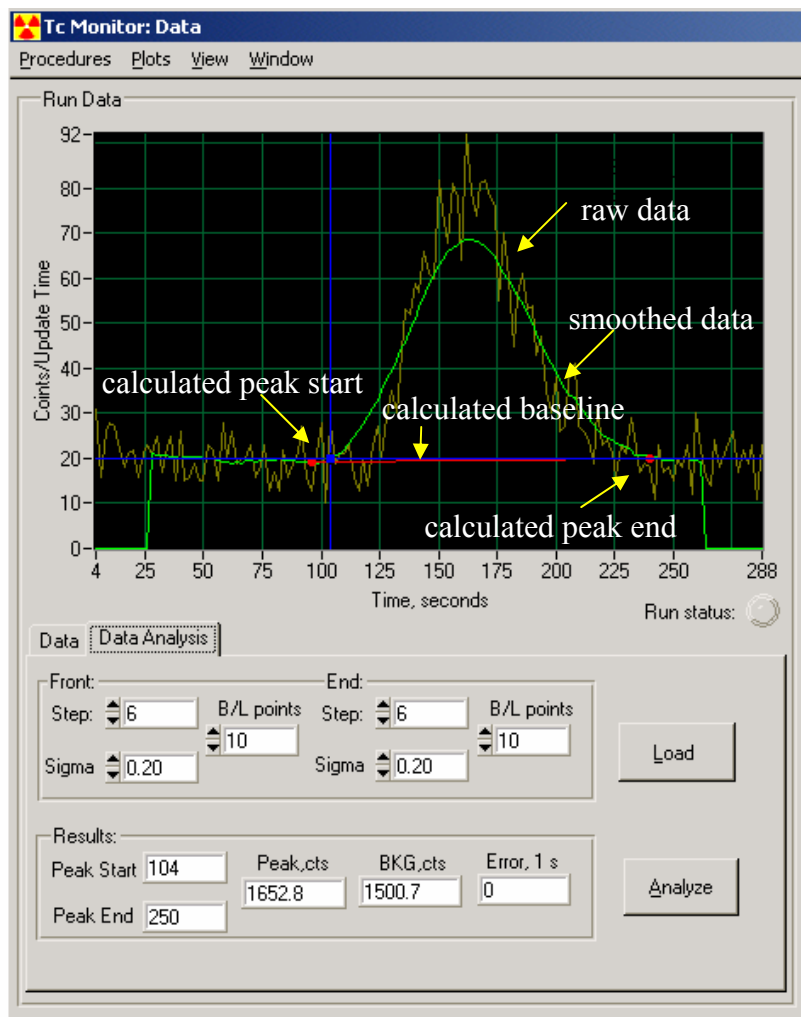 Tc Monitor: Data
Procedures Plots View Window
Run Data
92
80
70
60
50
40
30
20
10
0
Coints/Update Time
raw data
smoothed data
calculated peak start
calculated baseline
calculated peak end
4 25 50 75 100 125 150 175 200 225 250 288
Time, seconds
Run status:
Data Data Analysis
Front: End:
Step: 6 B/L points 10 Step: 6 B/L points 10
Sigma 0.20 Sigma 0.20
Load
Results:
Peak Start 104 Peak,cts 1652.8 BKG,cts 1500.7 Error, 1 s 0
Peak End 250
Analyze